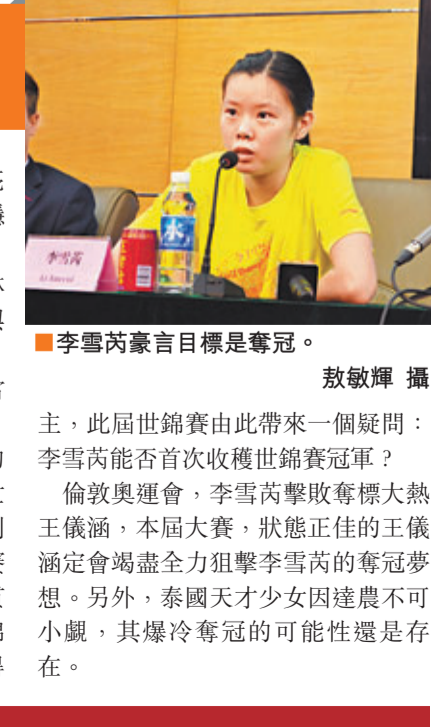 李雪芮
Li Xuerui
水
■李雪芮豪言目標是奪冠。
敖敏輝 攝
主，此屆世錦賽由此帶來一個疑問：
李雪芮能否首次收穫世錦賽冠軍？
倫敦奧運會，李雪芮擊敗奪標大熱
王儀涵，本屆大賽，狀態正佳的王儀
涵定會竭盡全力狙擊李雪芮的奪冠夢
想。另外，泰國天才少女因達農不可
小覷，其爆冷奪冠的可能性還是存
在。